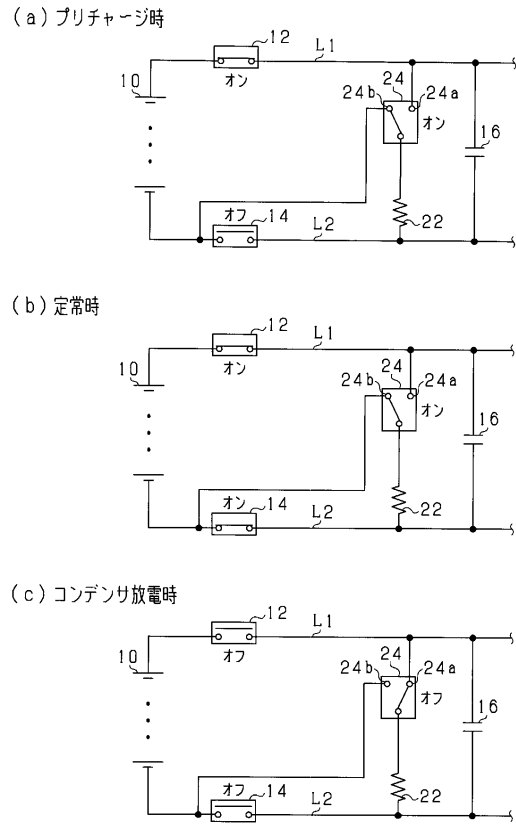 (a)プリチャージ時
12
L1
10
オン
24
24b
24a
オン
16
オフ
14
L2
22
(b)定常時
12
L1
10
オン
24
24b
24a
オン
16
オン
14
L2
22
(c)コンデンサ放電時
12
L1
10
オフ
24
24b
24a
オフ
16
オフ
14
L2
22